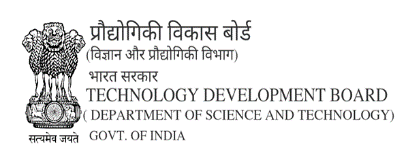 प्रौद्योगिकी विकास बोर्ड
(विज्ञान और प्रौद्योगिकी विभाग)
भारत सरकार
TECHNOLOGY DEVELOPMENT BOARD
( DEPARTMENT OF SCIENCE AND TECHNOLOGY)
GOVT. OF INDIA
सत्यमेव जयते